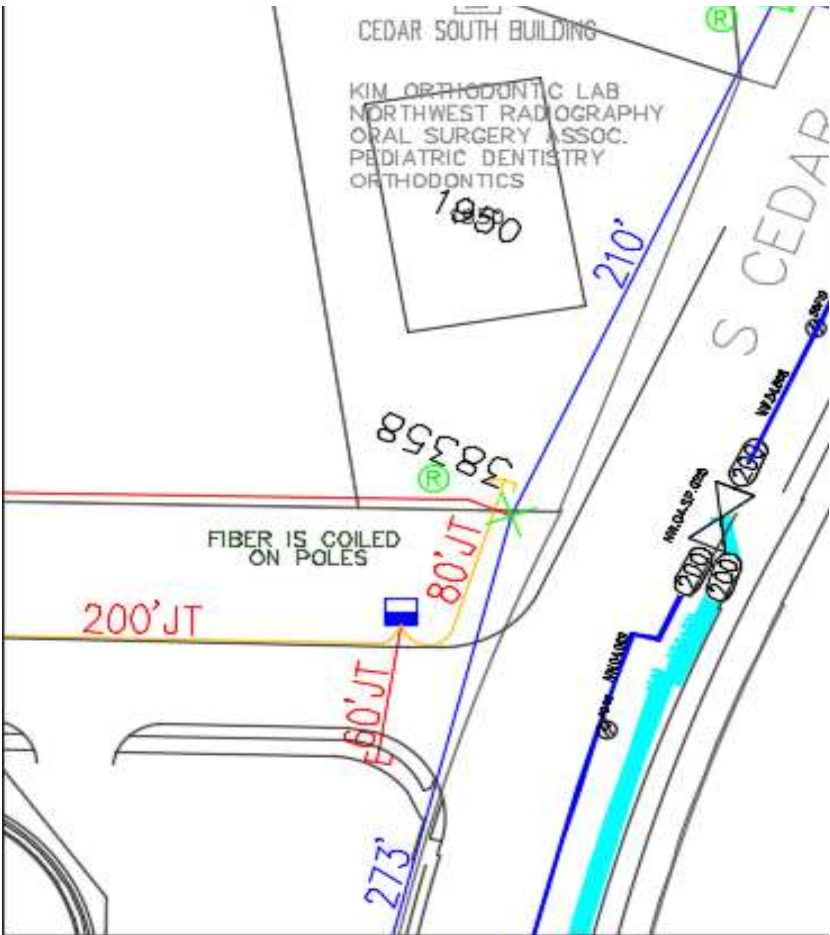 CEDAR SOUTH BUILDING
KIM ORTHODONTIC LAB
NORTHWEST RADIOGRAPHY
ORAL SURGERY ASSOC.
PEDIATRIC DENTISTRY
ORTHODONTICS
R
210'
S CEDAR
200
38358
R
FIBER IS COILED
ON POLES
80'JT
200
200
200'JT
60'JT
273'